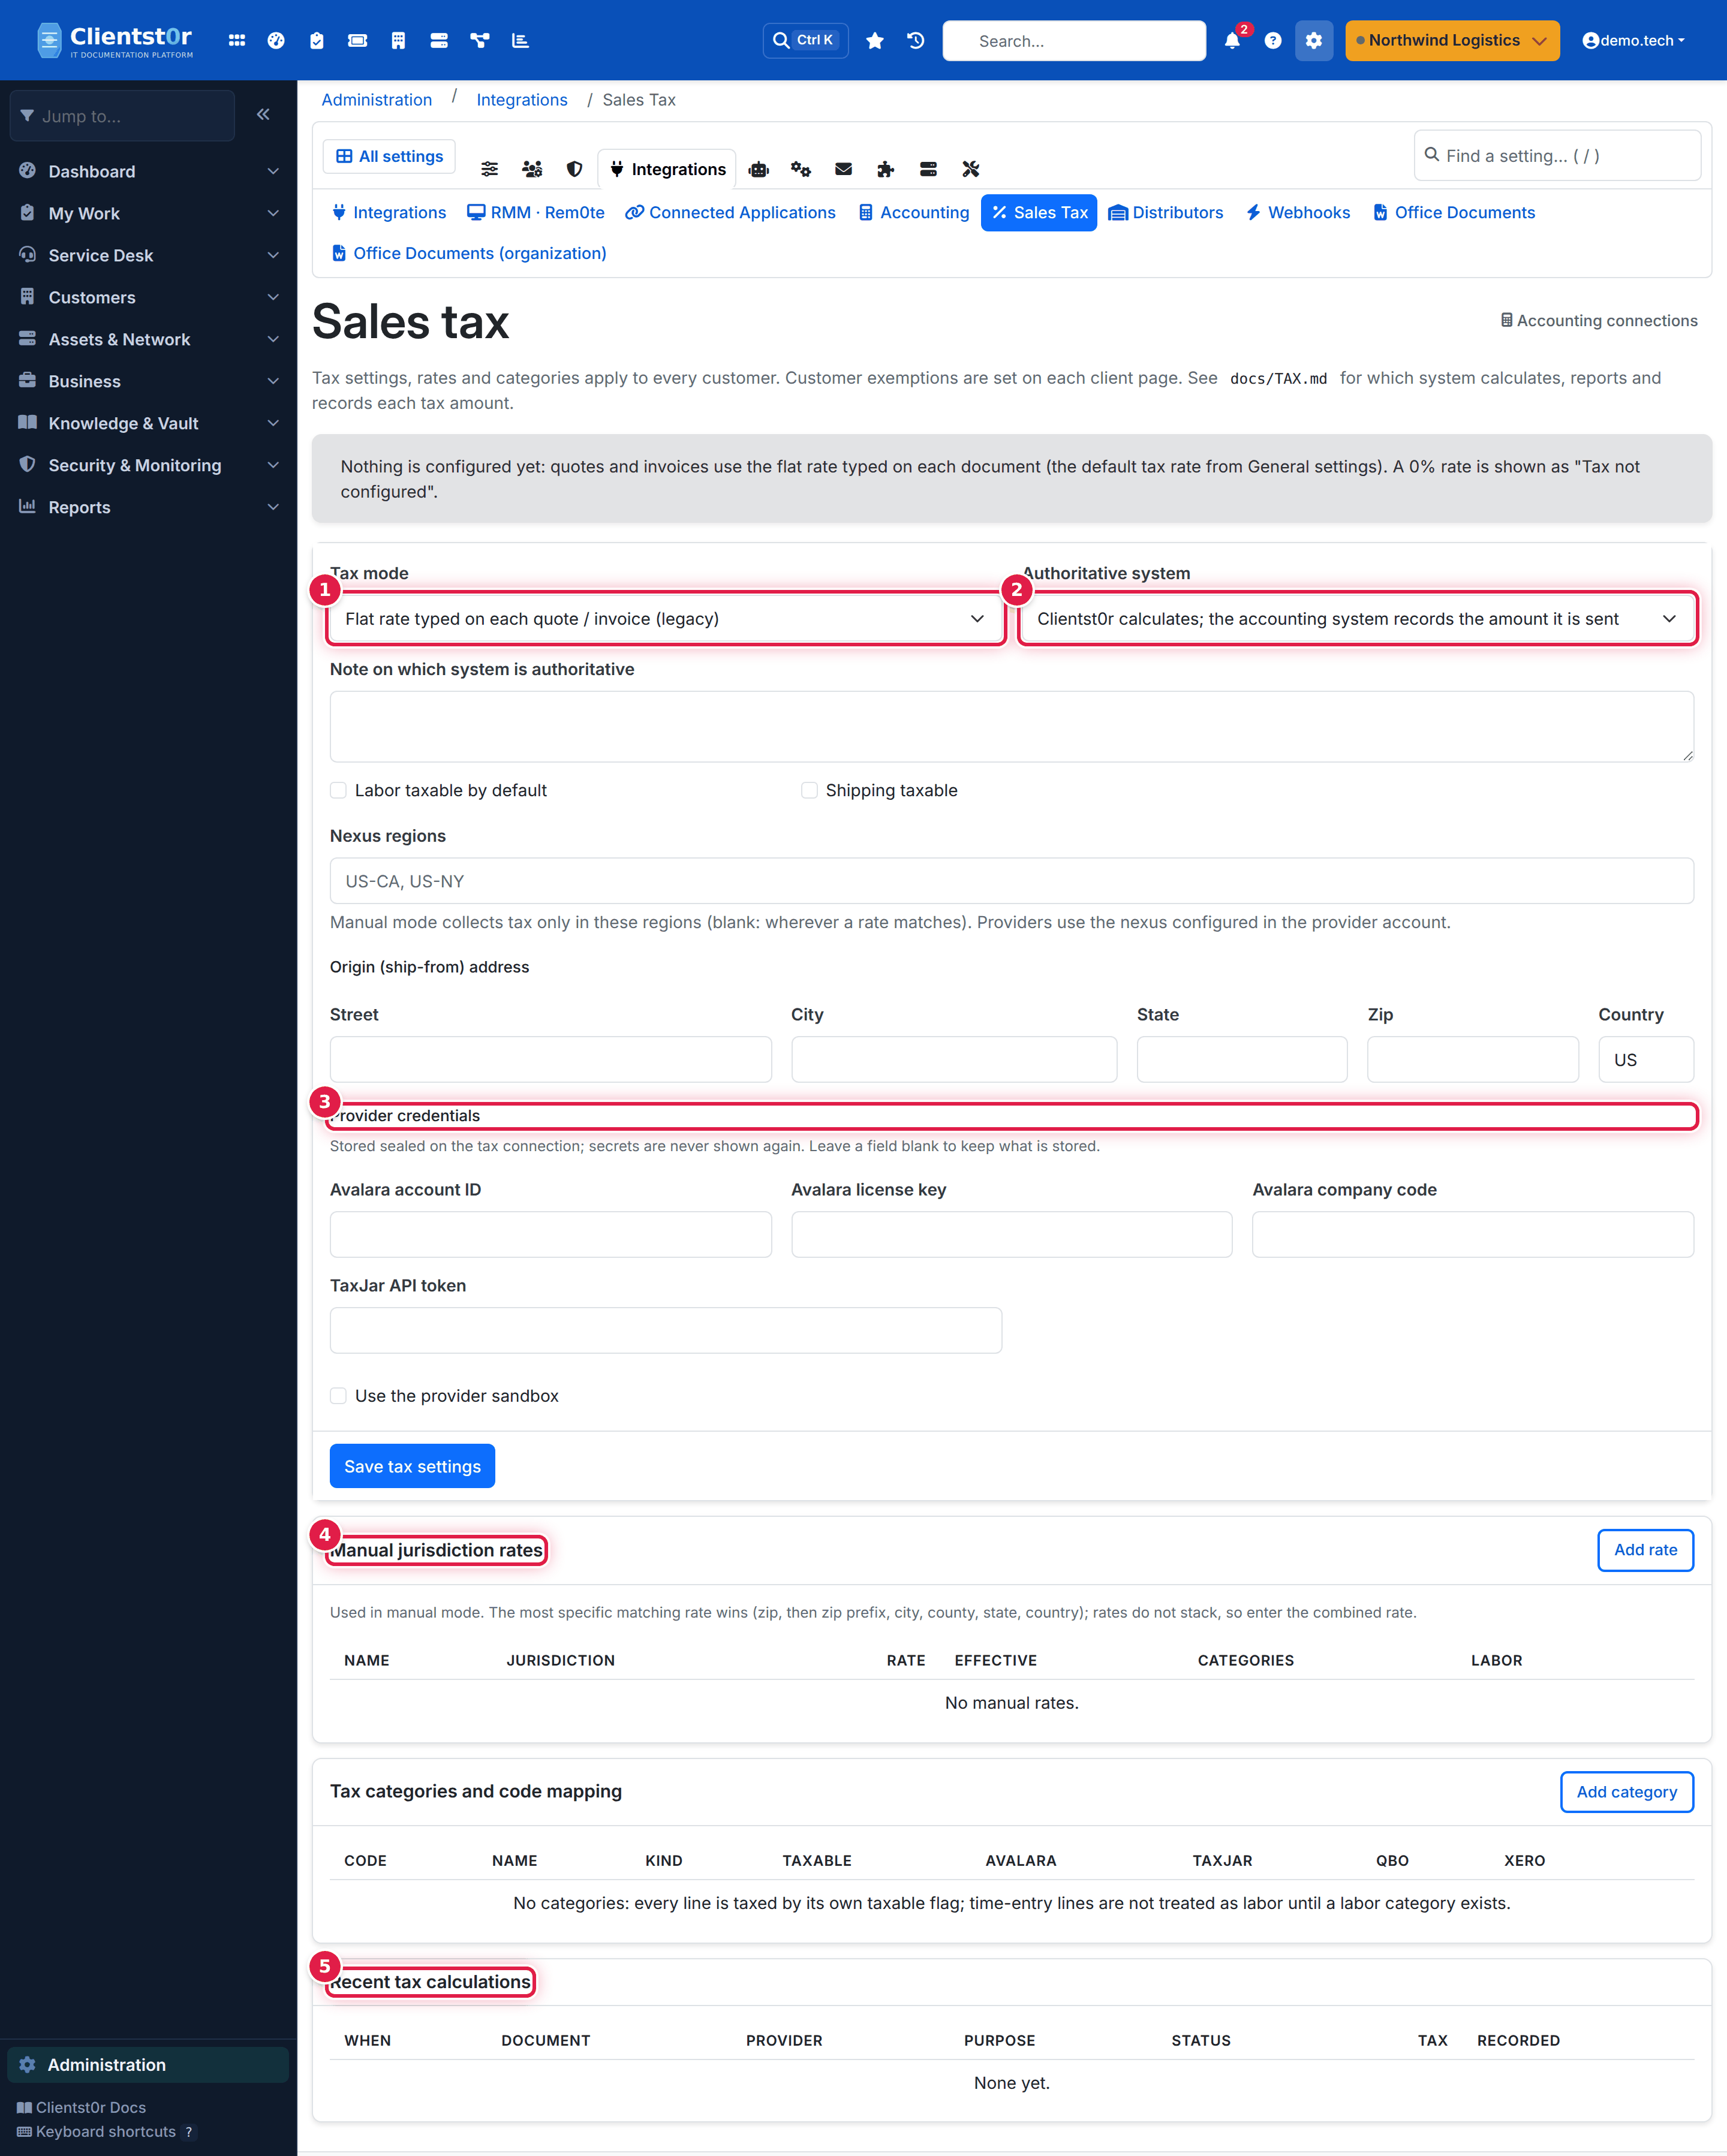 Clientst0r
IT DOCUMENTATION PLATFORM
Ctrl K
Search...
2
Northwind Logistics
demo.tech
Jump to...
Dashboard
My Work
Service Desk
Customers
Assets & Network
Business
Knowledge & Vault
Security & Monitoring
Reports
Administration
Clientst0r Docs
Keyboard shortcuts ?
Administration / Integrations / Sales Tax
All settings
Integrations
Find a setting... ( / )
Integrations
RMM · Rem0te
Connected Applications
Accounting
Sales Tax
Distributors
Webhooks
Office Documents
Office Documents (organization)
Sales tax
Accounting connections
Tax settings, rates and categories apply to every customer. Customer exemptions are set on each client page. See docs/TAX.md for which system calculates, reports and
records each tax amount.
Nothing is configured yet: quotes and invoices use the flat rate typed on each document (the default tax rate from General settings). A 0% rate is shown as "Tax not
configured".
1
Tax mode
Flat rate typed on each quote / invoice (legacy)
2
Authoritative system
Clientst0r calculates; the accounting system records the amount it is sent
Note on which system is authoritative
Labor taxable by default
Shipping taxable
Nexus regions
US-CA, US-NY
Manual mode collects tax only in these regions (blank: wherever a rate matches). Providers use the nexus configured in the provider account.
Origin (ship-from) address
Street
City
State
Zip
Country
US
3
Provider credentials
Stored sealed on the tax connection; secrets are never shown again. Leave a field blank to keep what is stored.
Avalara account ID
Avalara license key
Avalara company code
TaxJar API token
Use the provider sandbox
Save tax settings
4
Manual jurisdiction rates
Add rate
Used in manual mode. The most specific matching rate wins (zip, then zip prefix, city, county, state, country); rates do not stack, so enter the combined rate.
NAME JURISDICTION RATE EFFECTIVE CATEGORIES LABOR
No manual rates.
Tax categories and code mapping
Add category
CODE NAME KIND TAXABLE AVALARA TAXJAR QBO XERO
No categories: every line is taxed by its own taxable flag; time-entry lines are not treated as labor until a labor category exists.
5
Recent tax calculations
WHEN DOCUMENT PROVIDER PURPOSE STATUS TAX RECORDED
None yet.